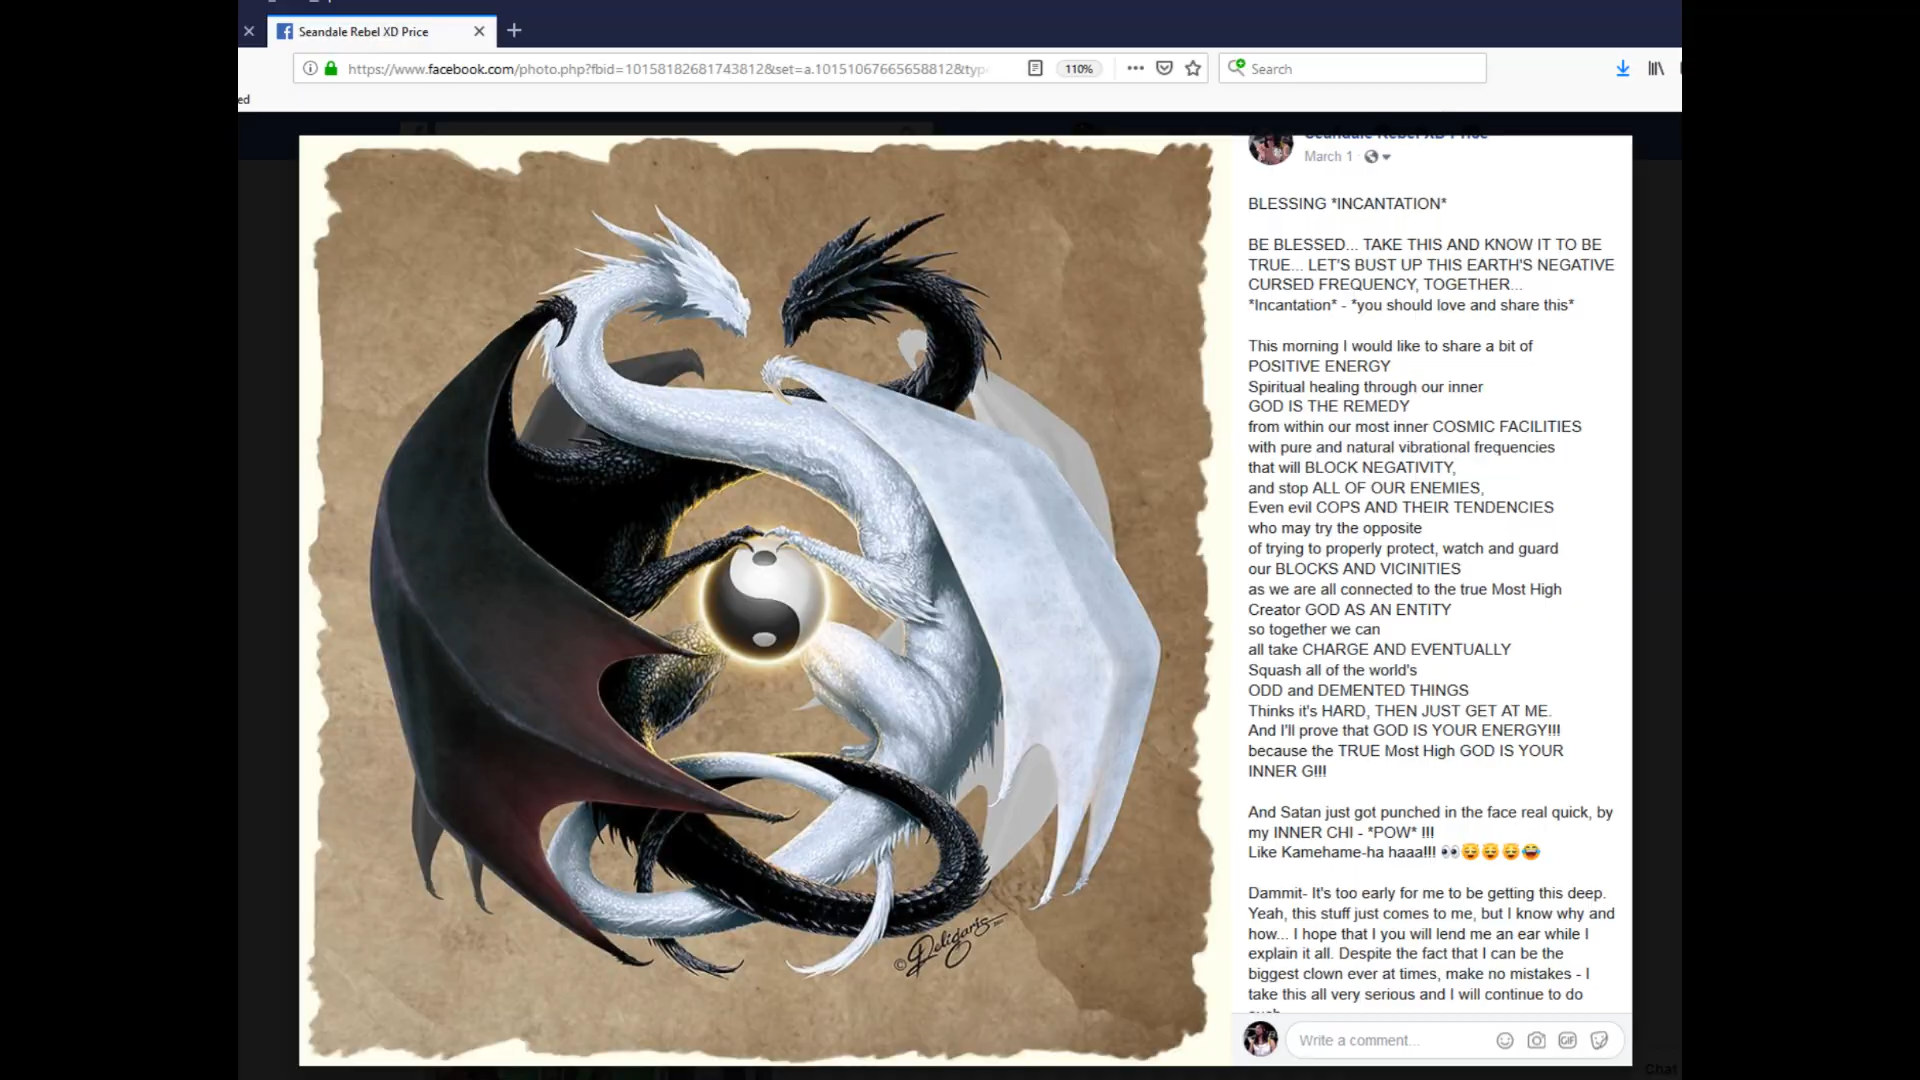 Seandale Rebel XD Price
https://www.facebook.com/photo.php?fbid=10158182681743812&set=a.10151067665658812&typ
110%
Search
ed
Seandale Rebel XD Price
March 1
BLESSING *INCANTATION*
BE BLESSED... TAKE THIS AND KNOW IT TO BE
TRUE... LET'S BUST UP THIS EARTH'S NEGATIVE
CURSED FREQUENCY, TOGETHER...
*Incantation* - *you should love and share this*
This morning I would like to share a bit of
POSITIVE ENERGY
Spiritual healing through our inner
GOD IS THE REMEDY
from within our most inner COSMIC FACILITIES
with pure and natural vibrational frequencies
that will BLOCK NEGATIVITY,
and stop ALL OF OUR ENEMIES,
Even evil COPS AND THEIR TENDENCIES
who may try the opposite
of trying to properly protect, watch and guard
our BLOCKS AND VICINITIES
as we are all connected to the true Most High
Creator GOD AS AN ENTITY
so together we can
all take CHARGE AND EVENTUALLY
Squash all of the world's
ODD and DEMENTED THINGS
Thinks it's HARD, THEN JUST GET AT ME.
And I'll prove that GOD IS YOUR ENERGY!!!
because the TRUE Most High GOD IS YOUR
INNER G!!!
And Satan just got punched in the face real quick, by
my INNER CHI - *POW* !!!
Like Kamehame-ha haaa!!! 👀😅😅😅😂
Dammit- It's too early for me to be getting this deep.
Yeah, this stuff just comes to me, but I know why and
how... I hope that I you will lend me an ear while I
explain it all. Despite the fact that I can be the
biggest clown ever at times, make no mistakes - I
take this all very serious and I will continue to do
Write a comment...
GIF
Chat
© Deligaris